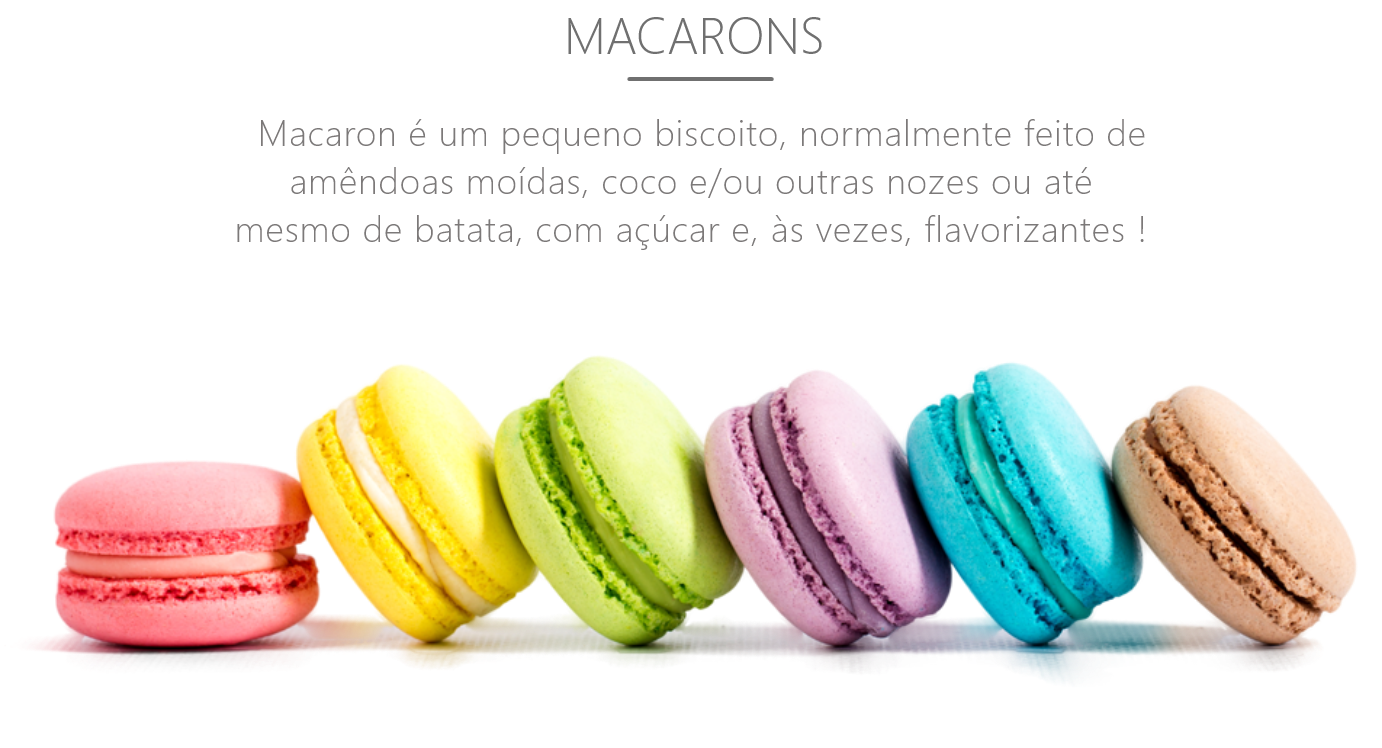 MACARONS
Macaron é um pequeno biscoito, normalmente feito de
amêndoas moídas, coco e/ou outras nozes ou até
mesmo de batata, com açúcar e, às vezes, flavorizantes !